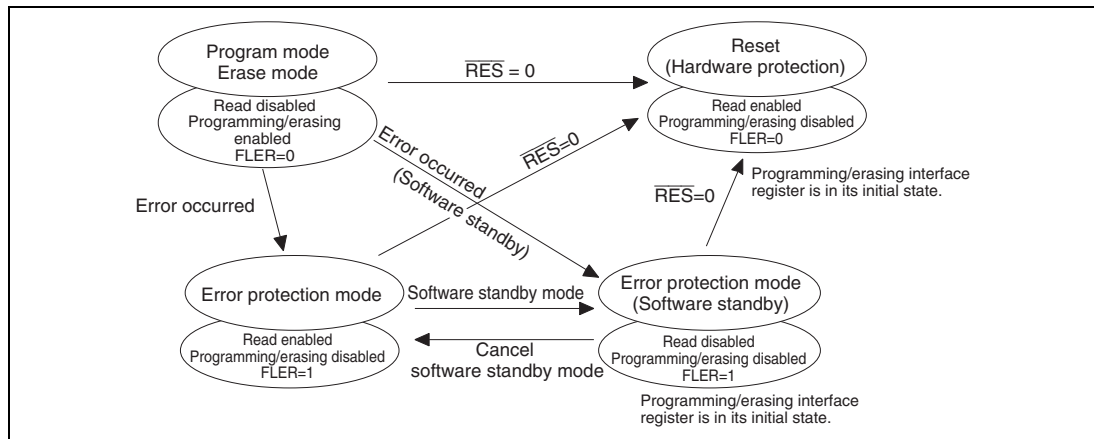 Program mode
Erase mode
Read disabled
Programming/erasing
enabled
FLER=0
RES = 0
Reset
(Hardware protection)
Read enabled
Programming/erasing disabled
FLER=0
Programming/erasing interface
register is in its initial state.
Error occurred
Error occurred
(Software standby)
RES=0
RES=0
Error protection mode
Read enabled
Programming/erasing disabled
FLER=1
Software standby mode
Cancel
software standby mode
Error protection mode
(Software standby)
Read disabled
Programming/erasing disabled
FLER=1
Programming/erasing interface
register is in its initial state.